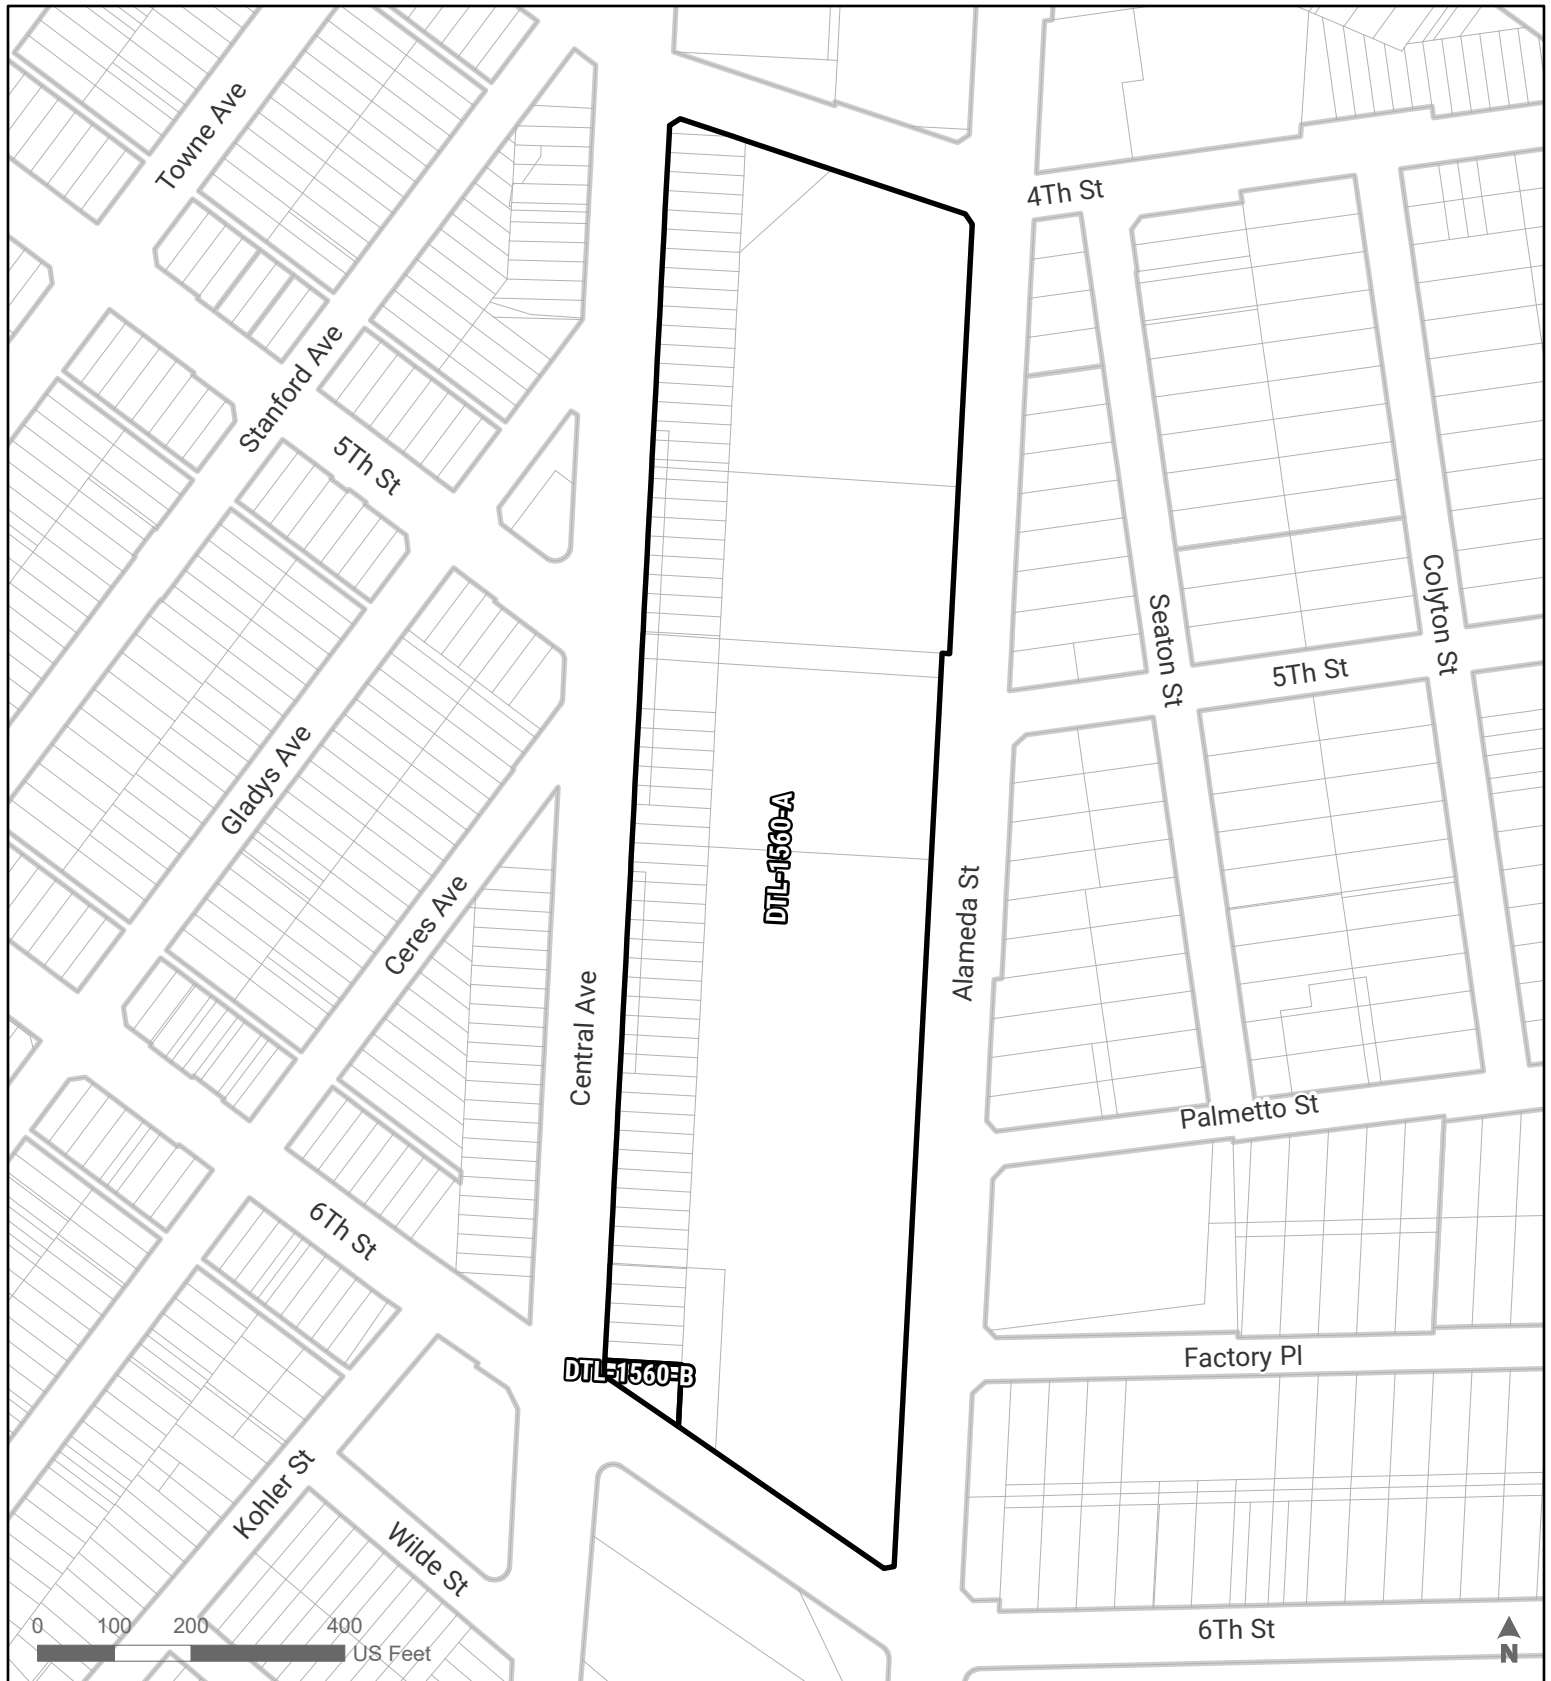 Towne Ave
4Th St
Stanford Ave
5Th St
Colyton St
Seaton St
5Th St
Gladys Ave
DTL-1560-A
Ceres Ave
Alameda St
Central Ave
Palmetto St
6Th St
Factory Pl
DTL-1560-B
Kohler St
Wilde St
0 100 200 400
US Feet
6Th St
N